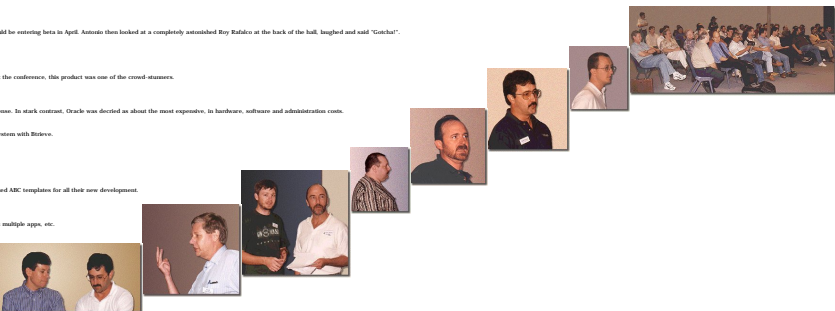 ld be entering beta in April. Antonio then looked at a completely astonished Roy Rafalco at the back of the hall, laughed and said "Gotcha!".
the conference, this product was one of the crowd-stunners.
ense. In stark contrast, Oracle was decried as about the most expensive, in hardware, software and administration costs.
ystem with Btrieve.
ed ABC templates for all their new development.
multiple apps, etc.